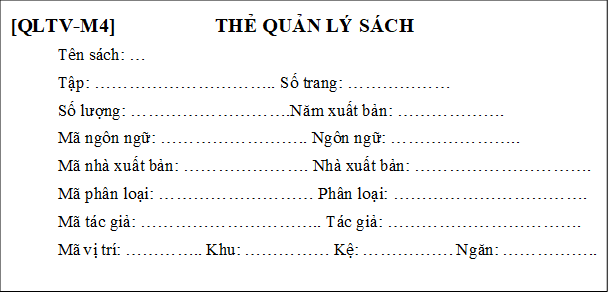 [QLTV-M4] THẺ QUẢN LÝ SÁCH
Tên sách: …
Tập: ………………………….. Số trang: …………………
Số lượng: ……………………….Năm xuất bản: ……………….
Mã ngôn ngữ: …………………….. Ngôn ngữ: ………………….
Mã nhà xuất bản: …………………. Nhà xuất bản: ………………………….
Mã phân loại: ……………………… Phân loại: …………………………….
Mã tác giả: ………………………….. Tác giả: …………………………….
Mã vị trí: ………….. Khu: …………… Kệ: ……………. Ngăn: ……………..